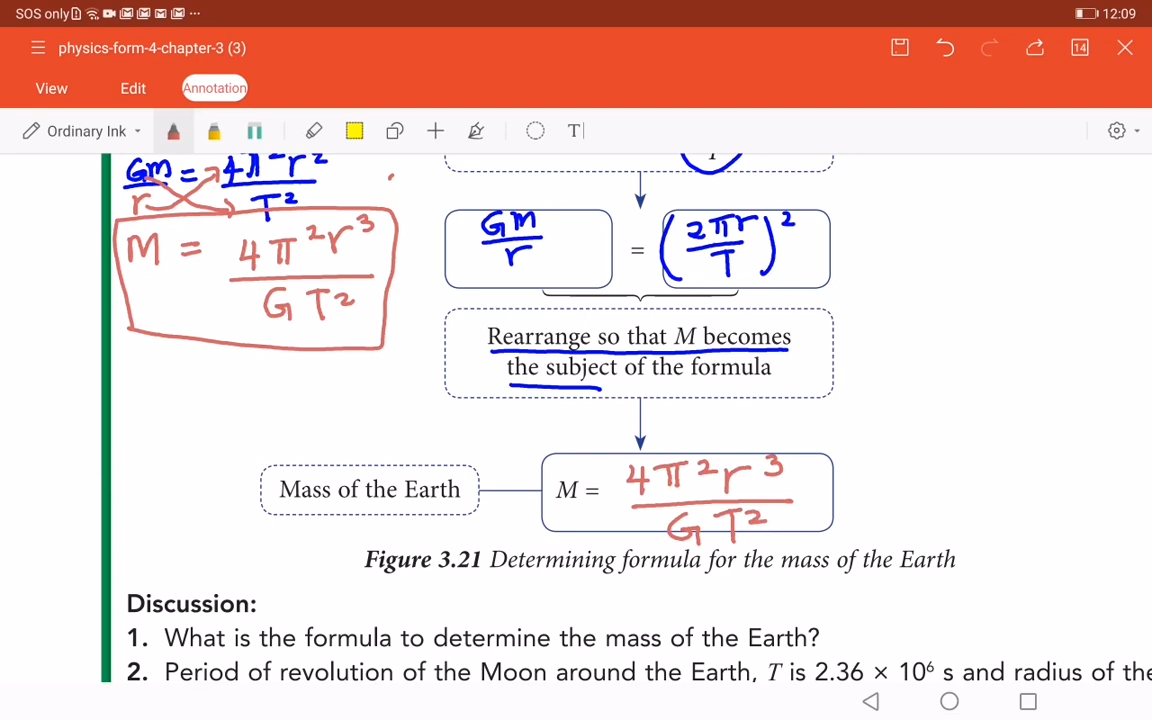 SOS only ... 12:09
physics-form-4-chapter-3 (3) 14
View Edit Annotation
Ordinary Ink T
GM/r = 4π²r²/T²
M = 4π²r³/GT²
T
GM/r = (2πr/T)²
Rearrange so that M becomes
the subject of the formula
Mass of the Earth M = 4π²r³/GT²
Figure 3.21 Determining formula for the mass of the Earth
Discussion:
1. What is the formula to determine the mass of the Earth?
2. Period of revolution of the Moon around the Earth, T is 2.36 × 10⁶ s and radius of the